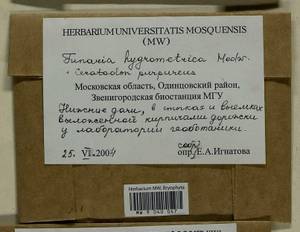 HERBARIUM UNIVERSITATIS MOSQUENSIS
(MW)
Funaria hygrometrica Hedw.
+ Ceratodon purpureus
Московская область, Одинцовский район,
Звенигородская биостанция МГУ
Нижние дачи, в стыках и выемках
выложенной кирпичами дорожки
у лаборатории геоботаники.
25. VI. 2004
собр.
опр. Е.А.Игнатова
Herbarium MW, Bryophyta